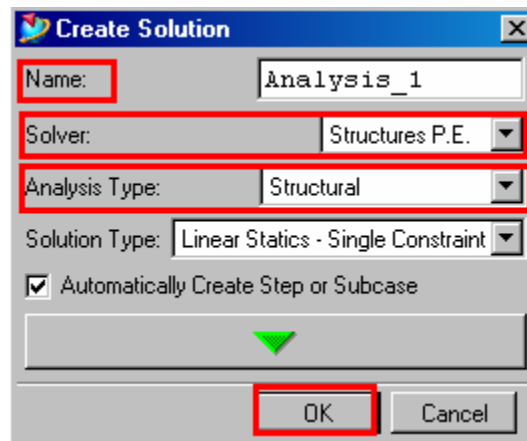 Create Solution
Name: Analysis_1
Solver: Structures P.E.
Analysis Type: Structural
Solution Type: Linear Statics - Single Constraint
Automatically Create Step or Subcase
OK Cancel